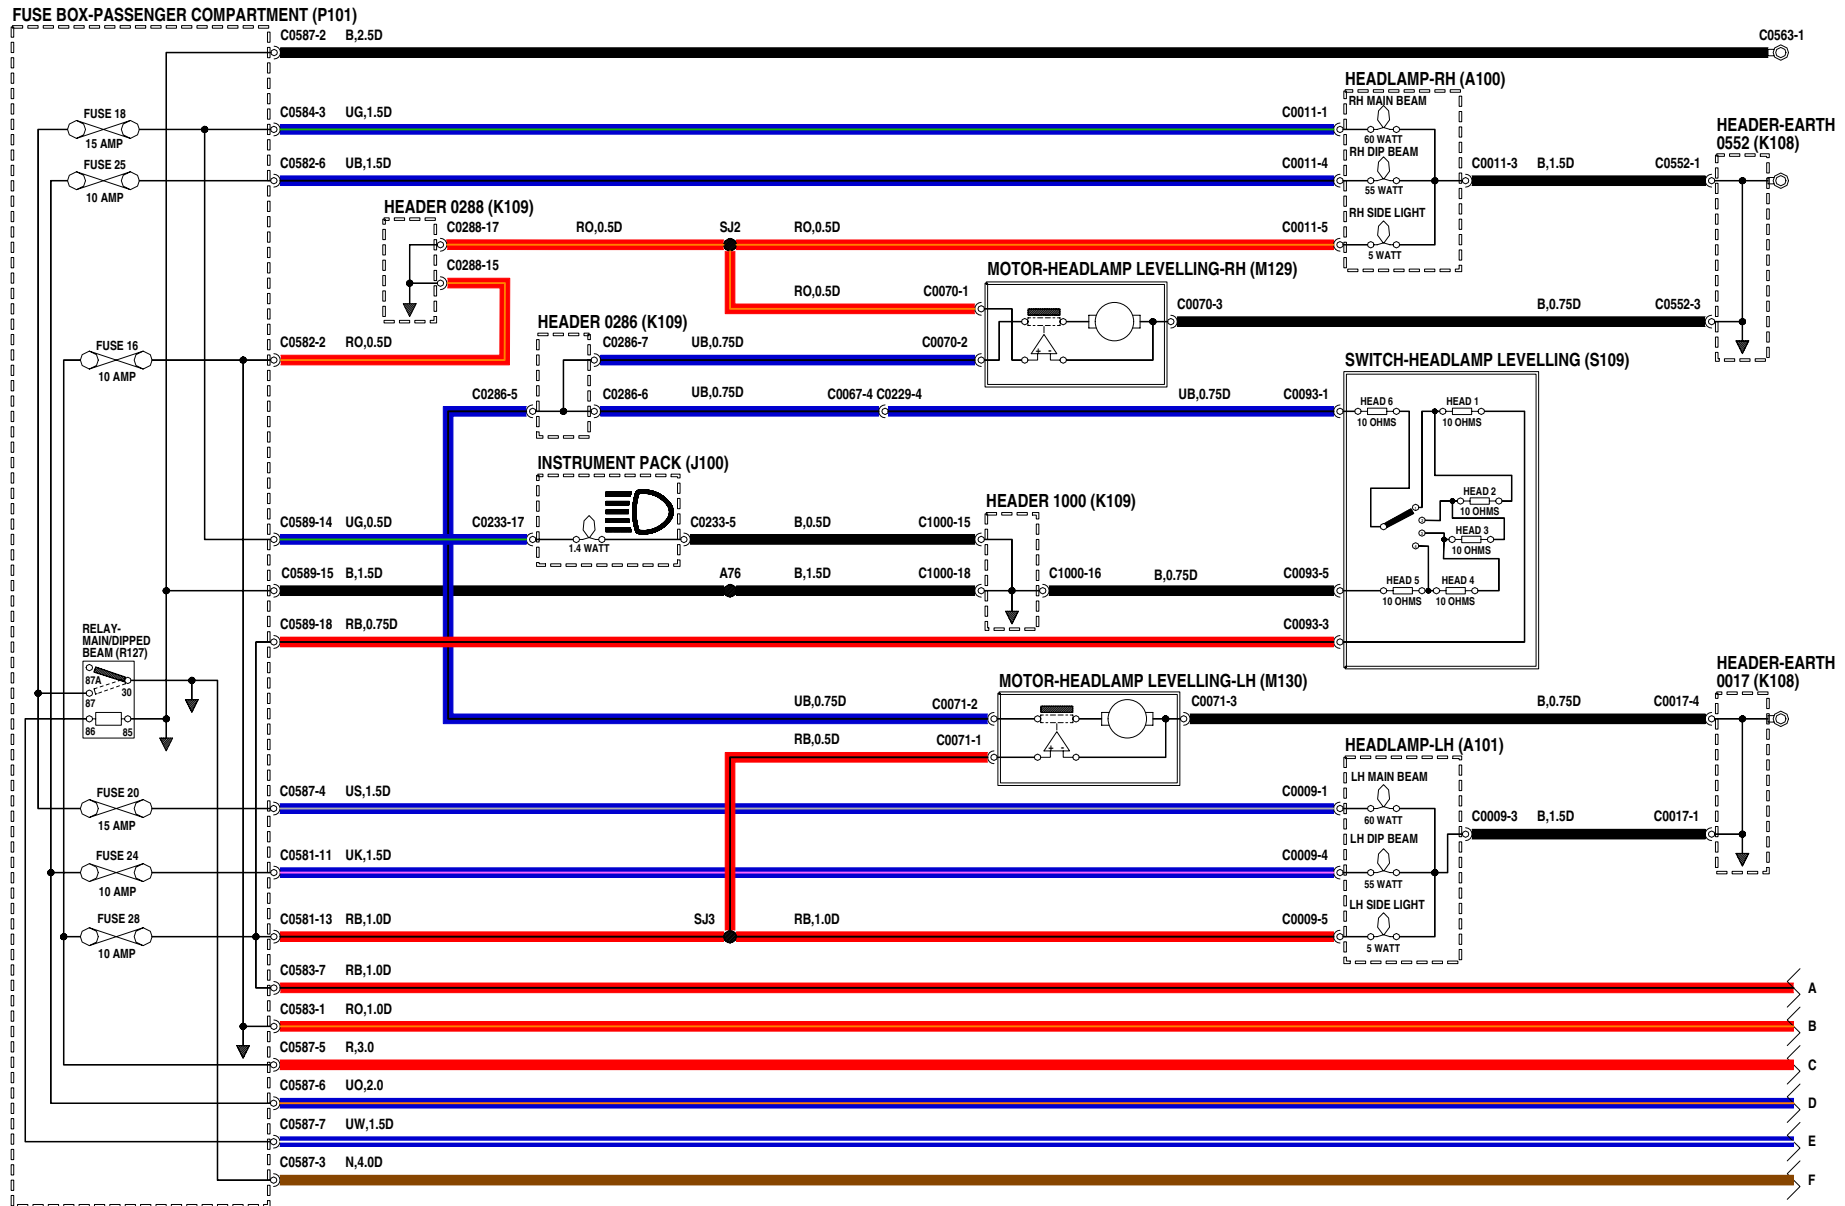 FUSE BOX-PASSENGER COMPARTMENT (P101)
C0587-2 B,2.5D
C0563-1
HEADLAMP-RH (A100)
RH MAIN BEAM
FUSE 18
15 AMP
C0584-3 UG,1.5D
C0011-1
60 WATT
HEADER-EARTH
0552 (K108)
FUSE 25
10 AMP
C0582-6 UB,1.5D
C0011-4
RH DIP BEAM
55 WATT
C0011-3 B,1.5D
C0552-1
HEADER 0288 (K109)
C0288-17
RO,0.5D
SJ2
RO,0.5D
C0011-5
RH SIDE LIGHT
5 WATT
C0288-15
MOTOR-HEADLAMP LEVELLING-RH (M129)
RO,0.5D
C0070-1
C0070-3
B,0.75D
C0552-3
HEADER 0286 (K109)
FUSE 16
10 AMP
C0582-2 RO,0.5D
C0286-7
UB,0.75D
C0070-2
SWITCH-HEADLAMP LEVELLING (S109)
C0286-5
C0286-6
UB,0.75D
C0067-4 C0229-4
UB,0.75D
C0093-1
HEAD 6
10 OHMS
HEAD 1
10 OHMS
INSTRUMENT PACK (J100)
HEAD 2
10 OHMS
HEADER 1000 (K109)
C0589-14 UG,0.5D
C0233-17
1.4 WATT
C0233-5
B,0.5D
C1000-15
HEAD 3
10 OHMS
C0589-15 B,1.5D
A76
B,1.5D
C1000-18
C1000-16
B,0.75D
C0093-5
HEAD 5
10 OHMS
HEAD 4
10 OHMS
C0589-18 RB,0.75D
C0093-3
RELAY-
MAIN/DIPPED
BEAM (R127)
87A
30
87
86
85
MOTOR-HEADLAMP LEVELLING-LH (M130)
HEADER-EARTH
0017 (K108)
UB,0.75D
C0071-2
C0071-3
B,0.75D
C0017-4
RB,0.5D
C0071-1
HEADLAMP-LH (A101)
LH MAIN BEAM
FUSE 20
15 AMP
C0587-4 US,1.5D
C0009-1
60 WATT
C0009-3 B,1.5D
C0017-1
FUSE 24
10 AMP
C0581-11 UK,1.5D
C0009-4
LH DIP BEAM
55 WATT
FUSE 28
10 AMP
C0581-13 RB,1.0D
SJ3
RB,1.0D
C0009-5
LH SIDE LIGHT
5 WATT
C0583-7 RB,1.0D
A
C0583-1 RO,1.0D
B
C0587-5 R,3.0
C
C0587-6 UO,2.0
D
C0587-7 UW,1.5D
E
C0587-3 N,4.0D
F